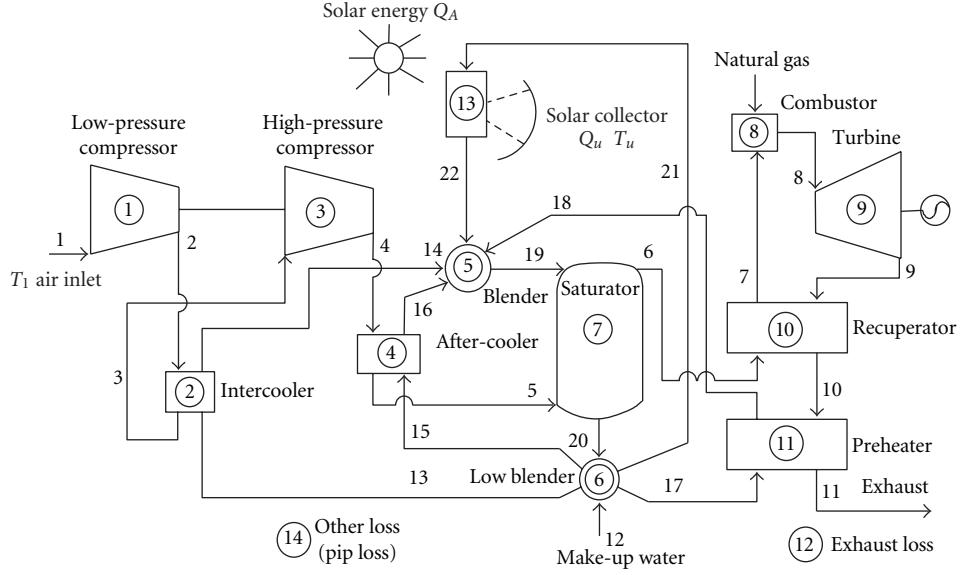 Solar energy Q_A
Natural gas
13
Combustor
Low-pressure
compressor
High-pressure
compressor
Solar collector
Q_u T_u
8
Turbine
22
21
8
1
3
18
9
1
2
4
14
19
6
7
9
T_1 air inlet
5
Blender
Saturator
16
7
10
Recuperator
After-cooler
4
3
2
Intercooler
5
10
15
20
11
Preheater
13
Low blender
6
17
11
Exhaust
14
Other loss
(pip loss)
12
Make-up water
12
Exhaust loss